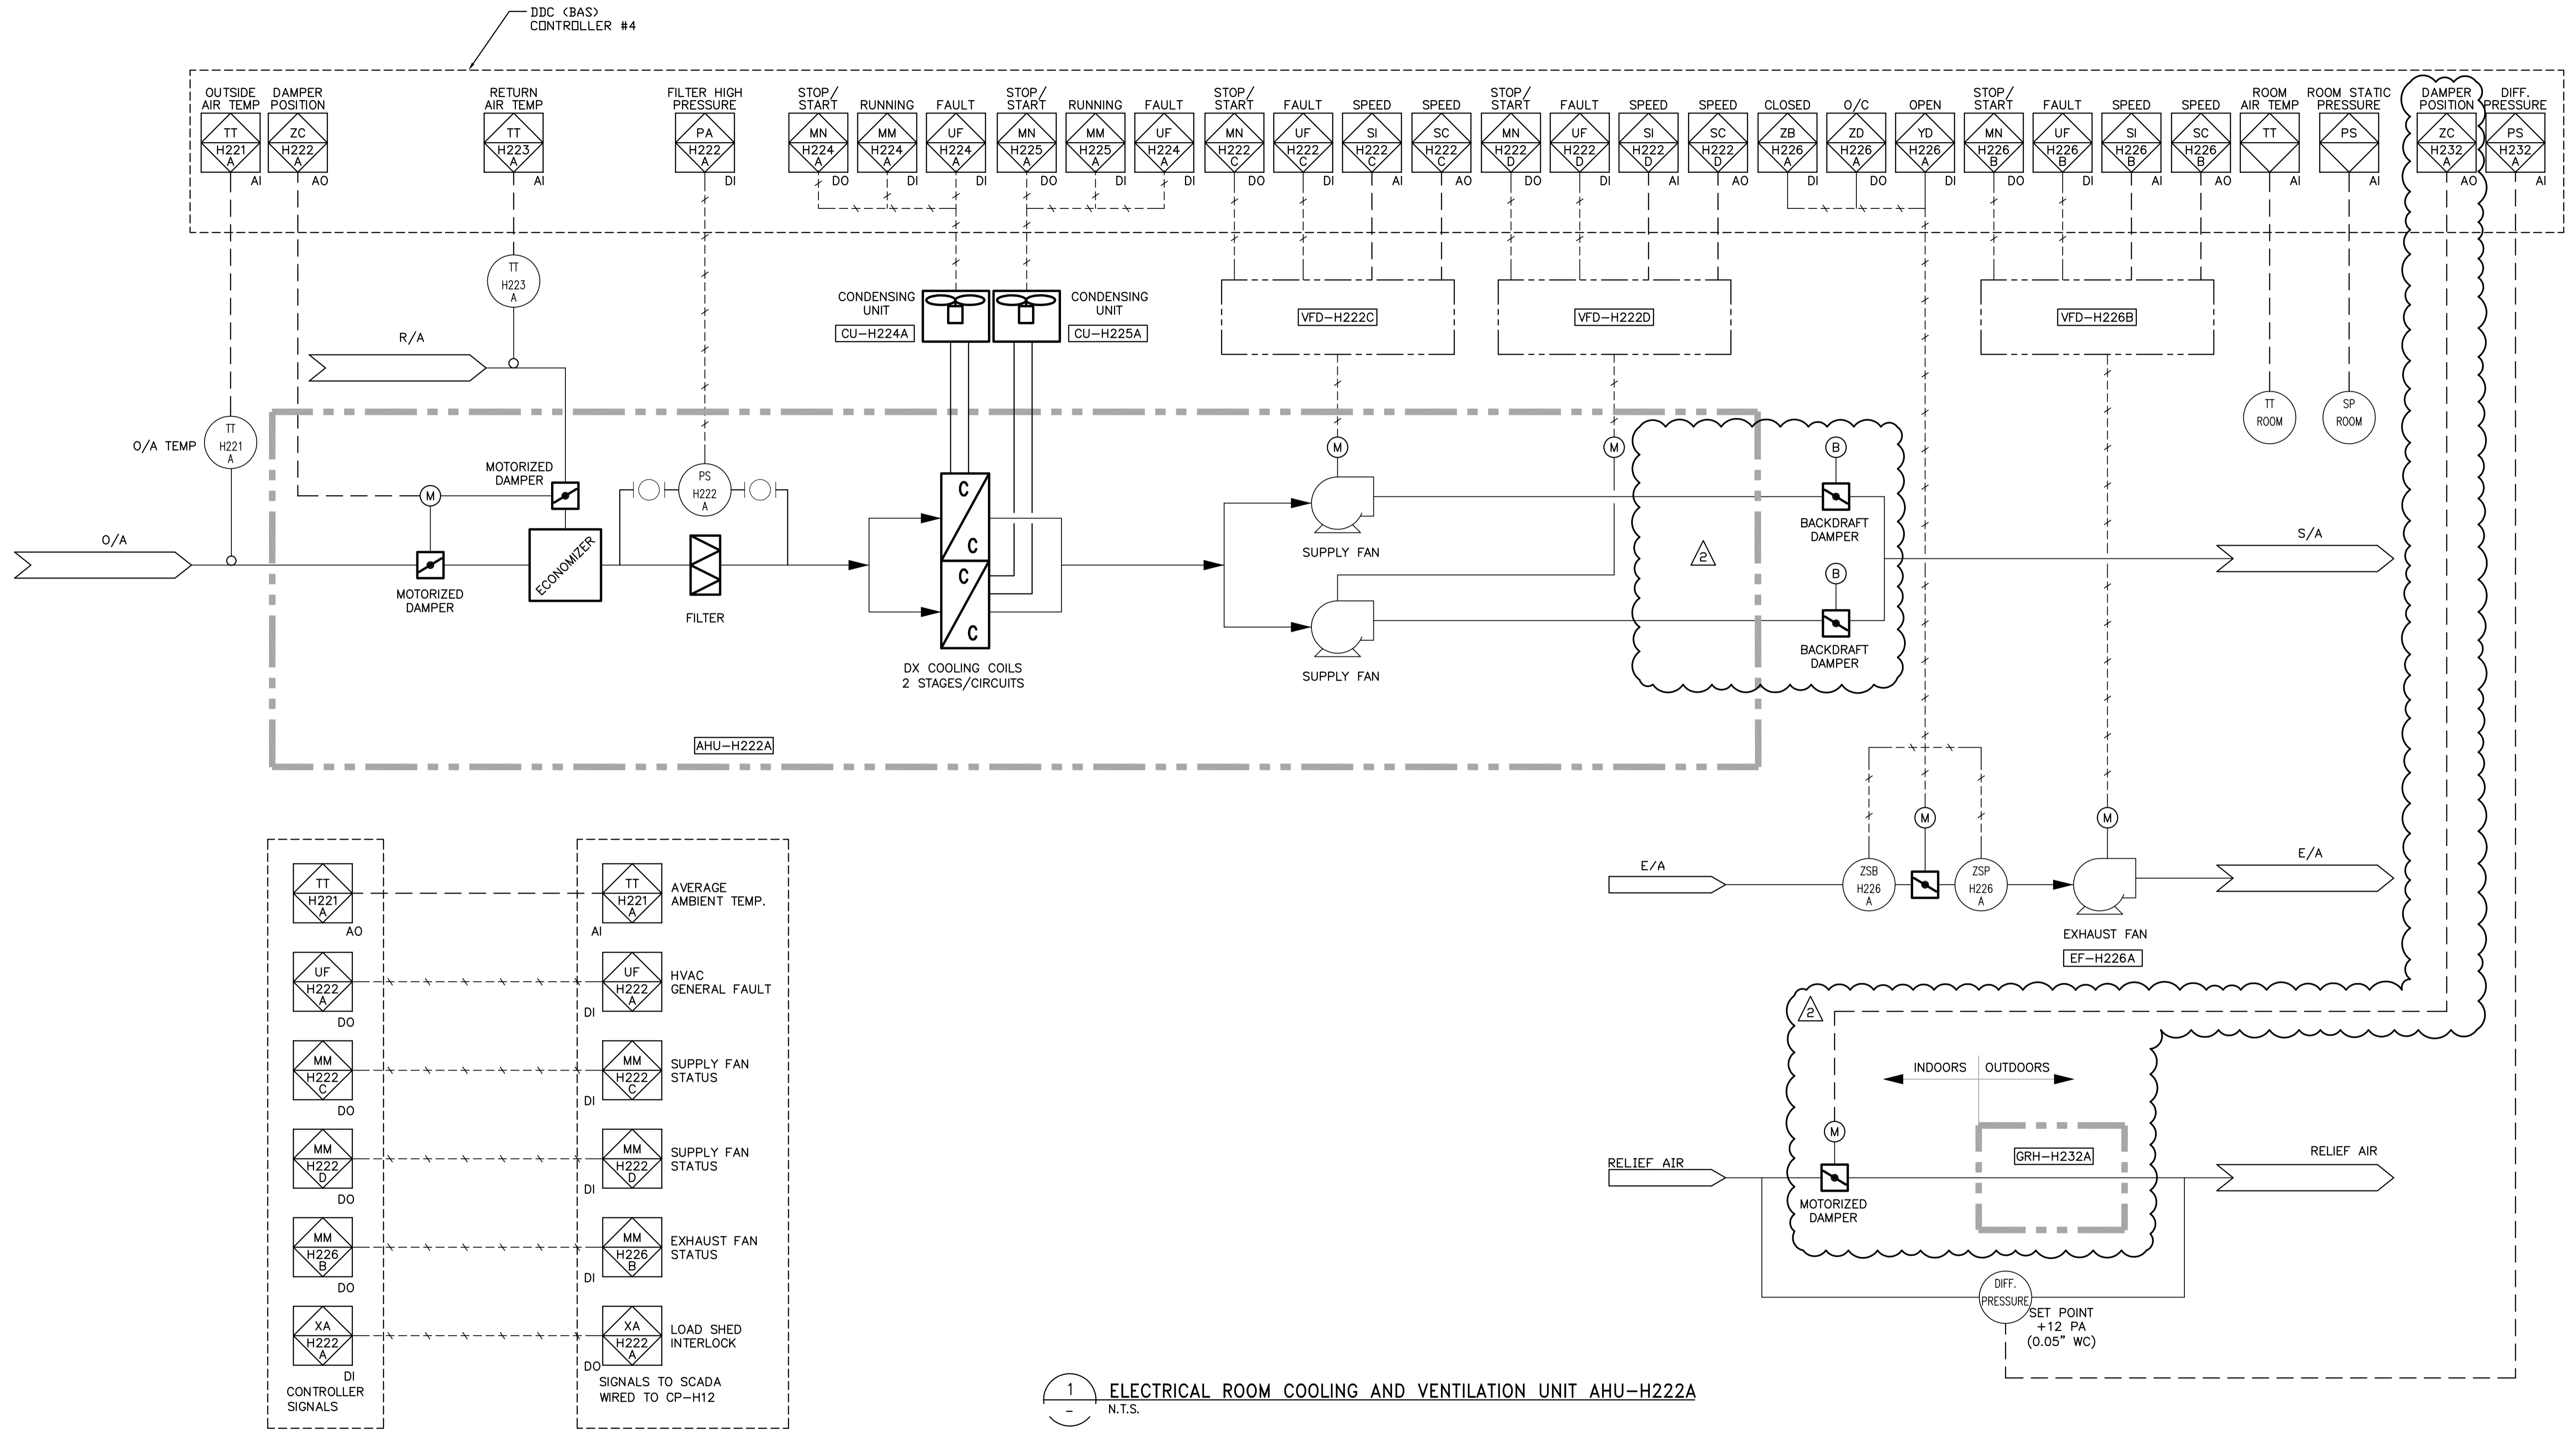 DDC (BAS)
CONTROLLER #4
OUTSIDE
AIR TEMP
TT
H221
A
AI
DAMPER
POSITION
ZC
H222
A
AO
RETURN
AIR TEMP
TT
H223
A
AI
FILTER HIGH
PRESSURE
PA
H222
A
DI
STOP/
START
MN
H224
A
DO
RUNNING
MM
H224
A
DI
FAULT
UF
H224
A
DI
STOP/
START
MN
H225
A
DO
RUNNING
MM
H225
A
DI
FAULT
UF
H224
A
DI
STOP/
START
MN
H222
C
DO
FAULT
UF
H222
C
DI
SPEED
SI
H222
C
AI
SPEED
SC
H222
C
AO
STOP/
START
MN
H222
D
DO
FAULT
UF
H222
D
DI
SPEED
SI
H222
D
AI
SPEED
SC
H222
D
AO
CLOSED
ZB
H226
A
DI
O/C
ZD
H226
A
DO
OPEN
YD
H226
A
DI
STOP/
START
MN
H226
B
DO
FAULT
UF
H226
B
DI
SPEED
SI
H226
B
AI
SPEED
SC
H226
B
AO
ROOM
AIR TEMP
TT
AI
ROOM STATIC
PRESSURE
PS
AI
DAMPER
POSITION
ZC
H232
A
AO
DIFF.
PRESSURE
PS
H232
A
AI
TT
H223
A
R/A
CONDENSING
UNIT
CU-H224A
CONDENSING
UNIT
CU-H225A
VFD-H222C
VFD-H222D
VFD-H226B
TT
ROOM
SP
ROOM
O/A TEMP
TT
H221
A
MOTORIZED
DAMPER
M
PS
H222
A
M
M
B
B
O/A
MOTORIZED
DAMPER
ECONOMIZER
FILTER
C
C
C
C
DX COOLING COILS
2 STAGES/CIRCUITS
SUPPLY FAN
SUPPLY FAN
2
BACKDRAFT
DAMPER
BACKDRAFT
DAMPER
S/A
AHU-H222A
M
M
E/A
ZSB
H226
A
ZSP
H226
A
E/A
EXHAUST FAN
EF-H226A
TT
H221
A
AO
TT
H221
A
AI
AVERAGE
AMBIENT TEMP.
UF
H222
A
DO
UF
H222
A
DI
HVAC
GENERAL FAULT
MM
H222
C
DO
MM
H222
C
DI
SUPPLY FAN
STATUS
MM
H222
D
DO
MM
H222
D
DI
SUPPLY FAN
STATUS
MM
H226
B
DO
MM
H226
B
DI
EXHAUST FAN
STATUS
XA
H222
A
DI
XA
H222
A
DO
LOAD SHED
INTERLOCK
CONTROLLER
SIGNALS
SIGNALS TO SCADA
WIRED TO CP-H12
2
INDOORS
OUTDOORS
M
GRH-H232A
RELIEF AIR
RELIEF AIR
MOTORIZED
DAMPER
DIFF.
PRESSURE
SET POINT
+12 PA
(0.05" WC)
1
-
ELECTRICAL ROOM COOLING AND VENTILATION UNIT AHU-H222A
N.T.S.